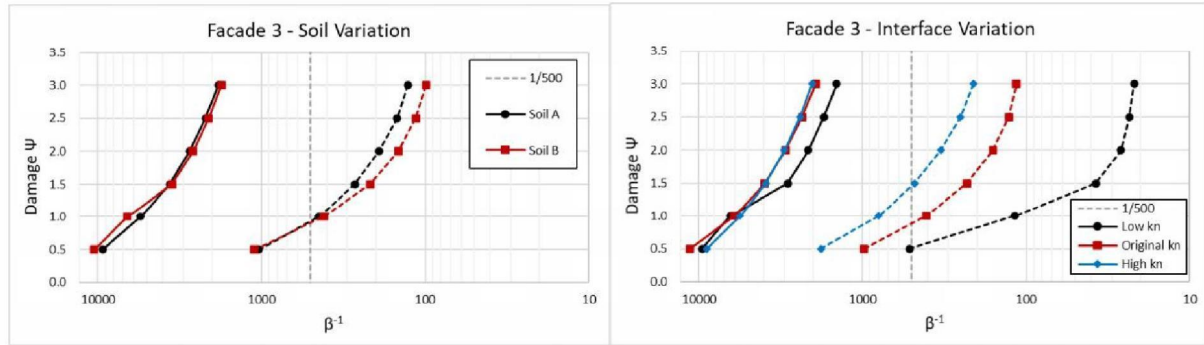 Facade 3 - Soil Variation
3.5
3.0
2.5
2.0
1.5
1.0
0.5
0.0
Damage Ψ
1/500
Soil A
Soil B
10000 1000 100 10
β⁻¹
Facade 3 - Interface Variation
3.5
3.0
2.5
2.0
1.5
1.0
0.5
0.0
Damage Ψ
1/500
Low kn
Original kn
High kn
10000 1000 100 10
β⁻¹